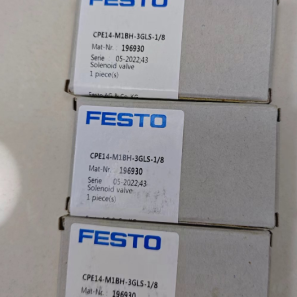 FESTO
CPE14-M1BH-3GLS-1/8
Mat-Nr. 196930
Serie 05-2022;43
Solenoid valve
1 piece(s)
FESTO
CPE14-M1BH-3GLS-1/8
Mat-Nr. 196930
Serie 05-2022;43
Solenoid valve
1 piece(s)
FESTO
CPE14-M1BH-3GLS-1/8
Mat-Nr. 196930